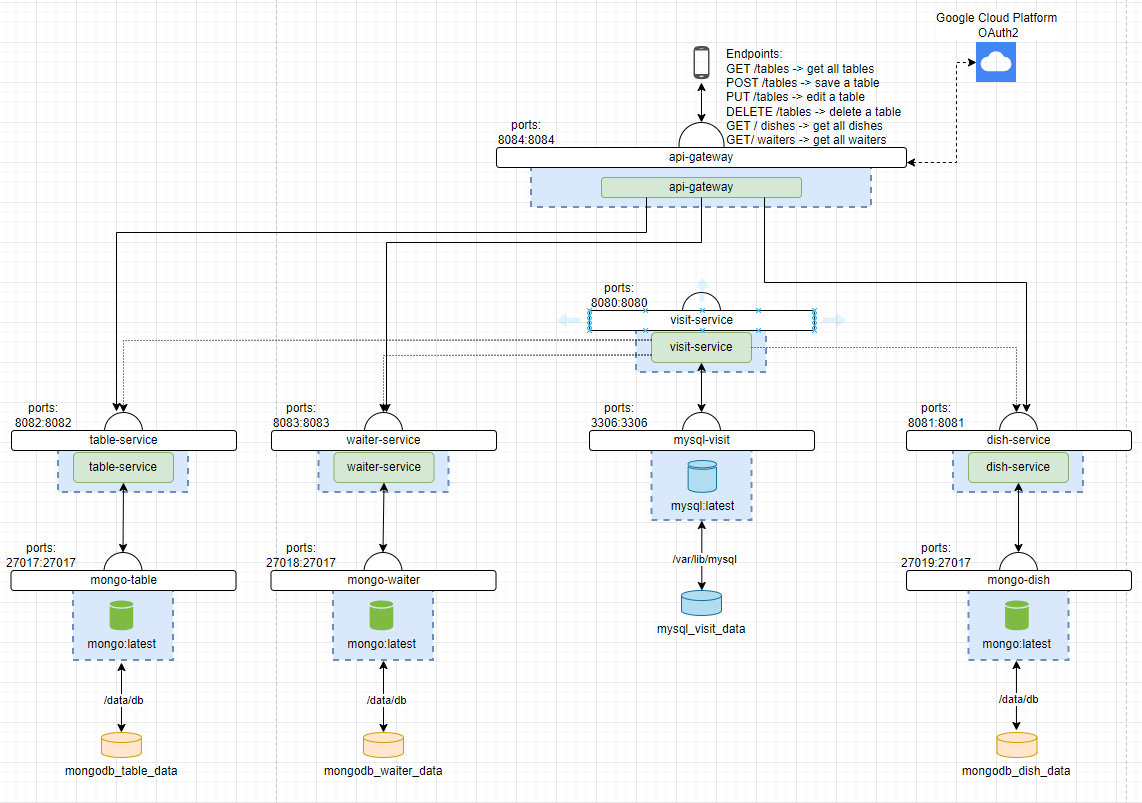 Google Cloud Platform
OAuth2
Endpoints:
GET /tables -> get all tables
POST /tables -> save a table
PUT /tables -> edit a table
DELETE /tables -> delete a table
GET / dishes -> get all dishes
GET/ waiters -> get all waiters
ports:
8084:8084
api-gateway
api-gateway
ports:
8080:8080
visit-service
visit-service
ports:
8082:8082
table-service
table-service
ports:
8083:8083
waiter-service
waiter-service
ports:
3306:3306
mysql-visit
mysql:latest
ports:
8081:8081
dish-service
dish-service
ports:
27017:27017
mongo-table
mongo:latest
ports:
27018:27017
mongo-waiter
mongo:latest
/var/lib/mysql
mysql_visit_data
ports:
27019:27017
mongo-dish
mongo:latest
/data/db
mongodb_table_data
/data/db
mongodb_waiter_data
/data/db
mongodb_dish_data